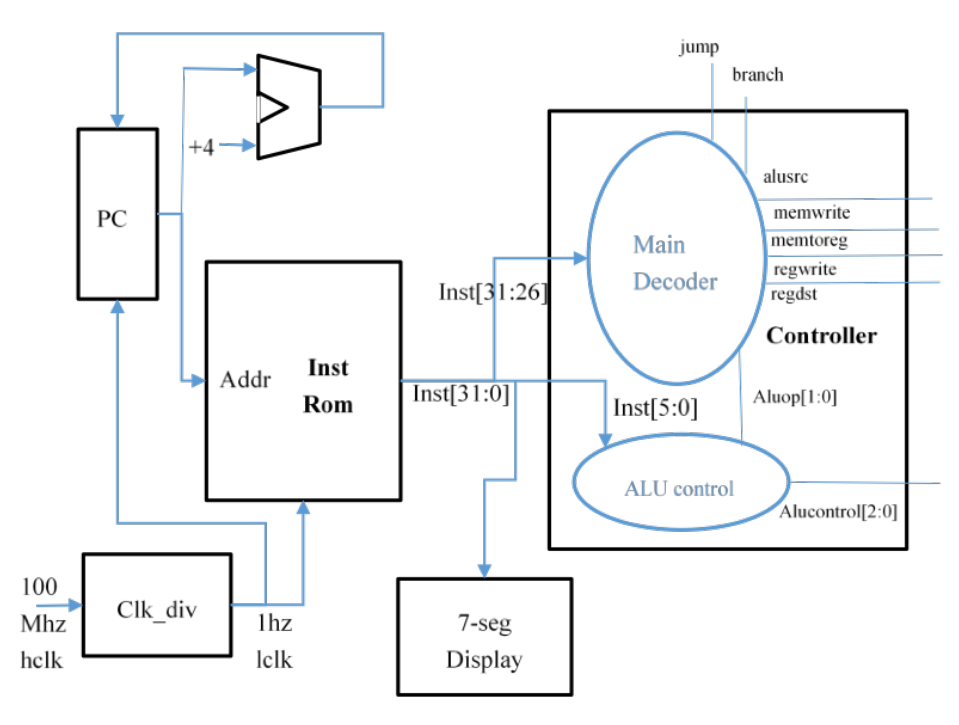 jump
branch
+4
PC
alusrc
memwrite
memtoreg
regwrite
regdst
Main
Decoder
Controller
Inst[31:26]
Addr
Inst
Rom
Inst[31:0]
Inst[5:0]
Aluop[1:0]
ALU control
Alucontrol[2:0]
100
Mhz
hclk
Clk_div
1hz
lclk
7-seg
Display